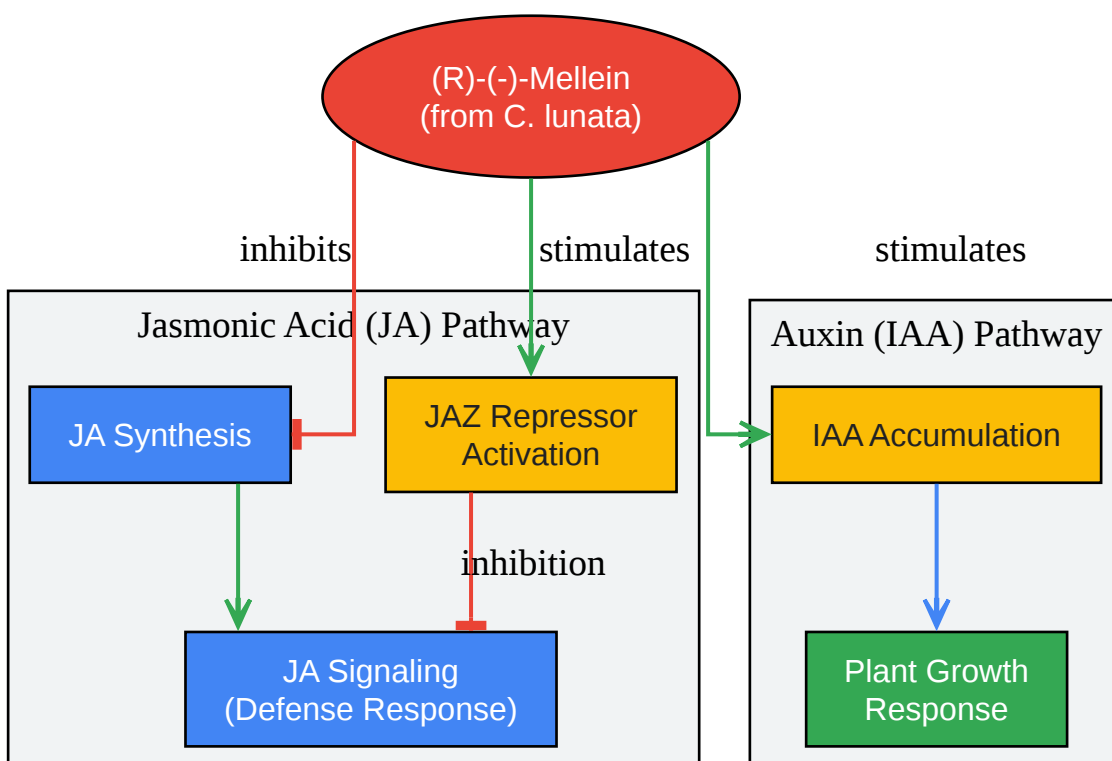 (R)-(-)-Mellein
(from C. lunata)
inhibits
stimulates
stimulates
Jasmonic Acid (JA) Pathway
Auxin (IAA) Pathway
JA Synthesis
JAZ Repressor
Activation
IAA Accumulation
inhibition
JA Signaling
(Defense Response)
Plant Growth
Response